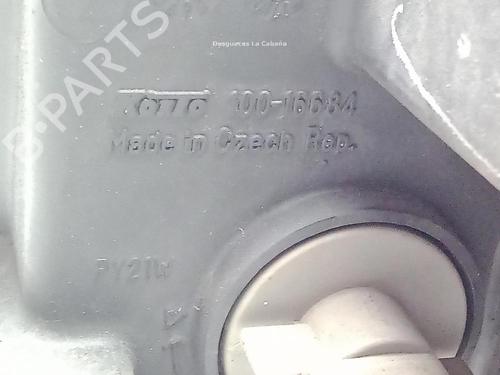 Desguaces La Cabaña
B-PARTS
100-16684
Made in Czech Rep.
PY21W